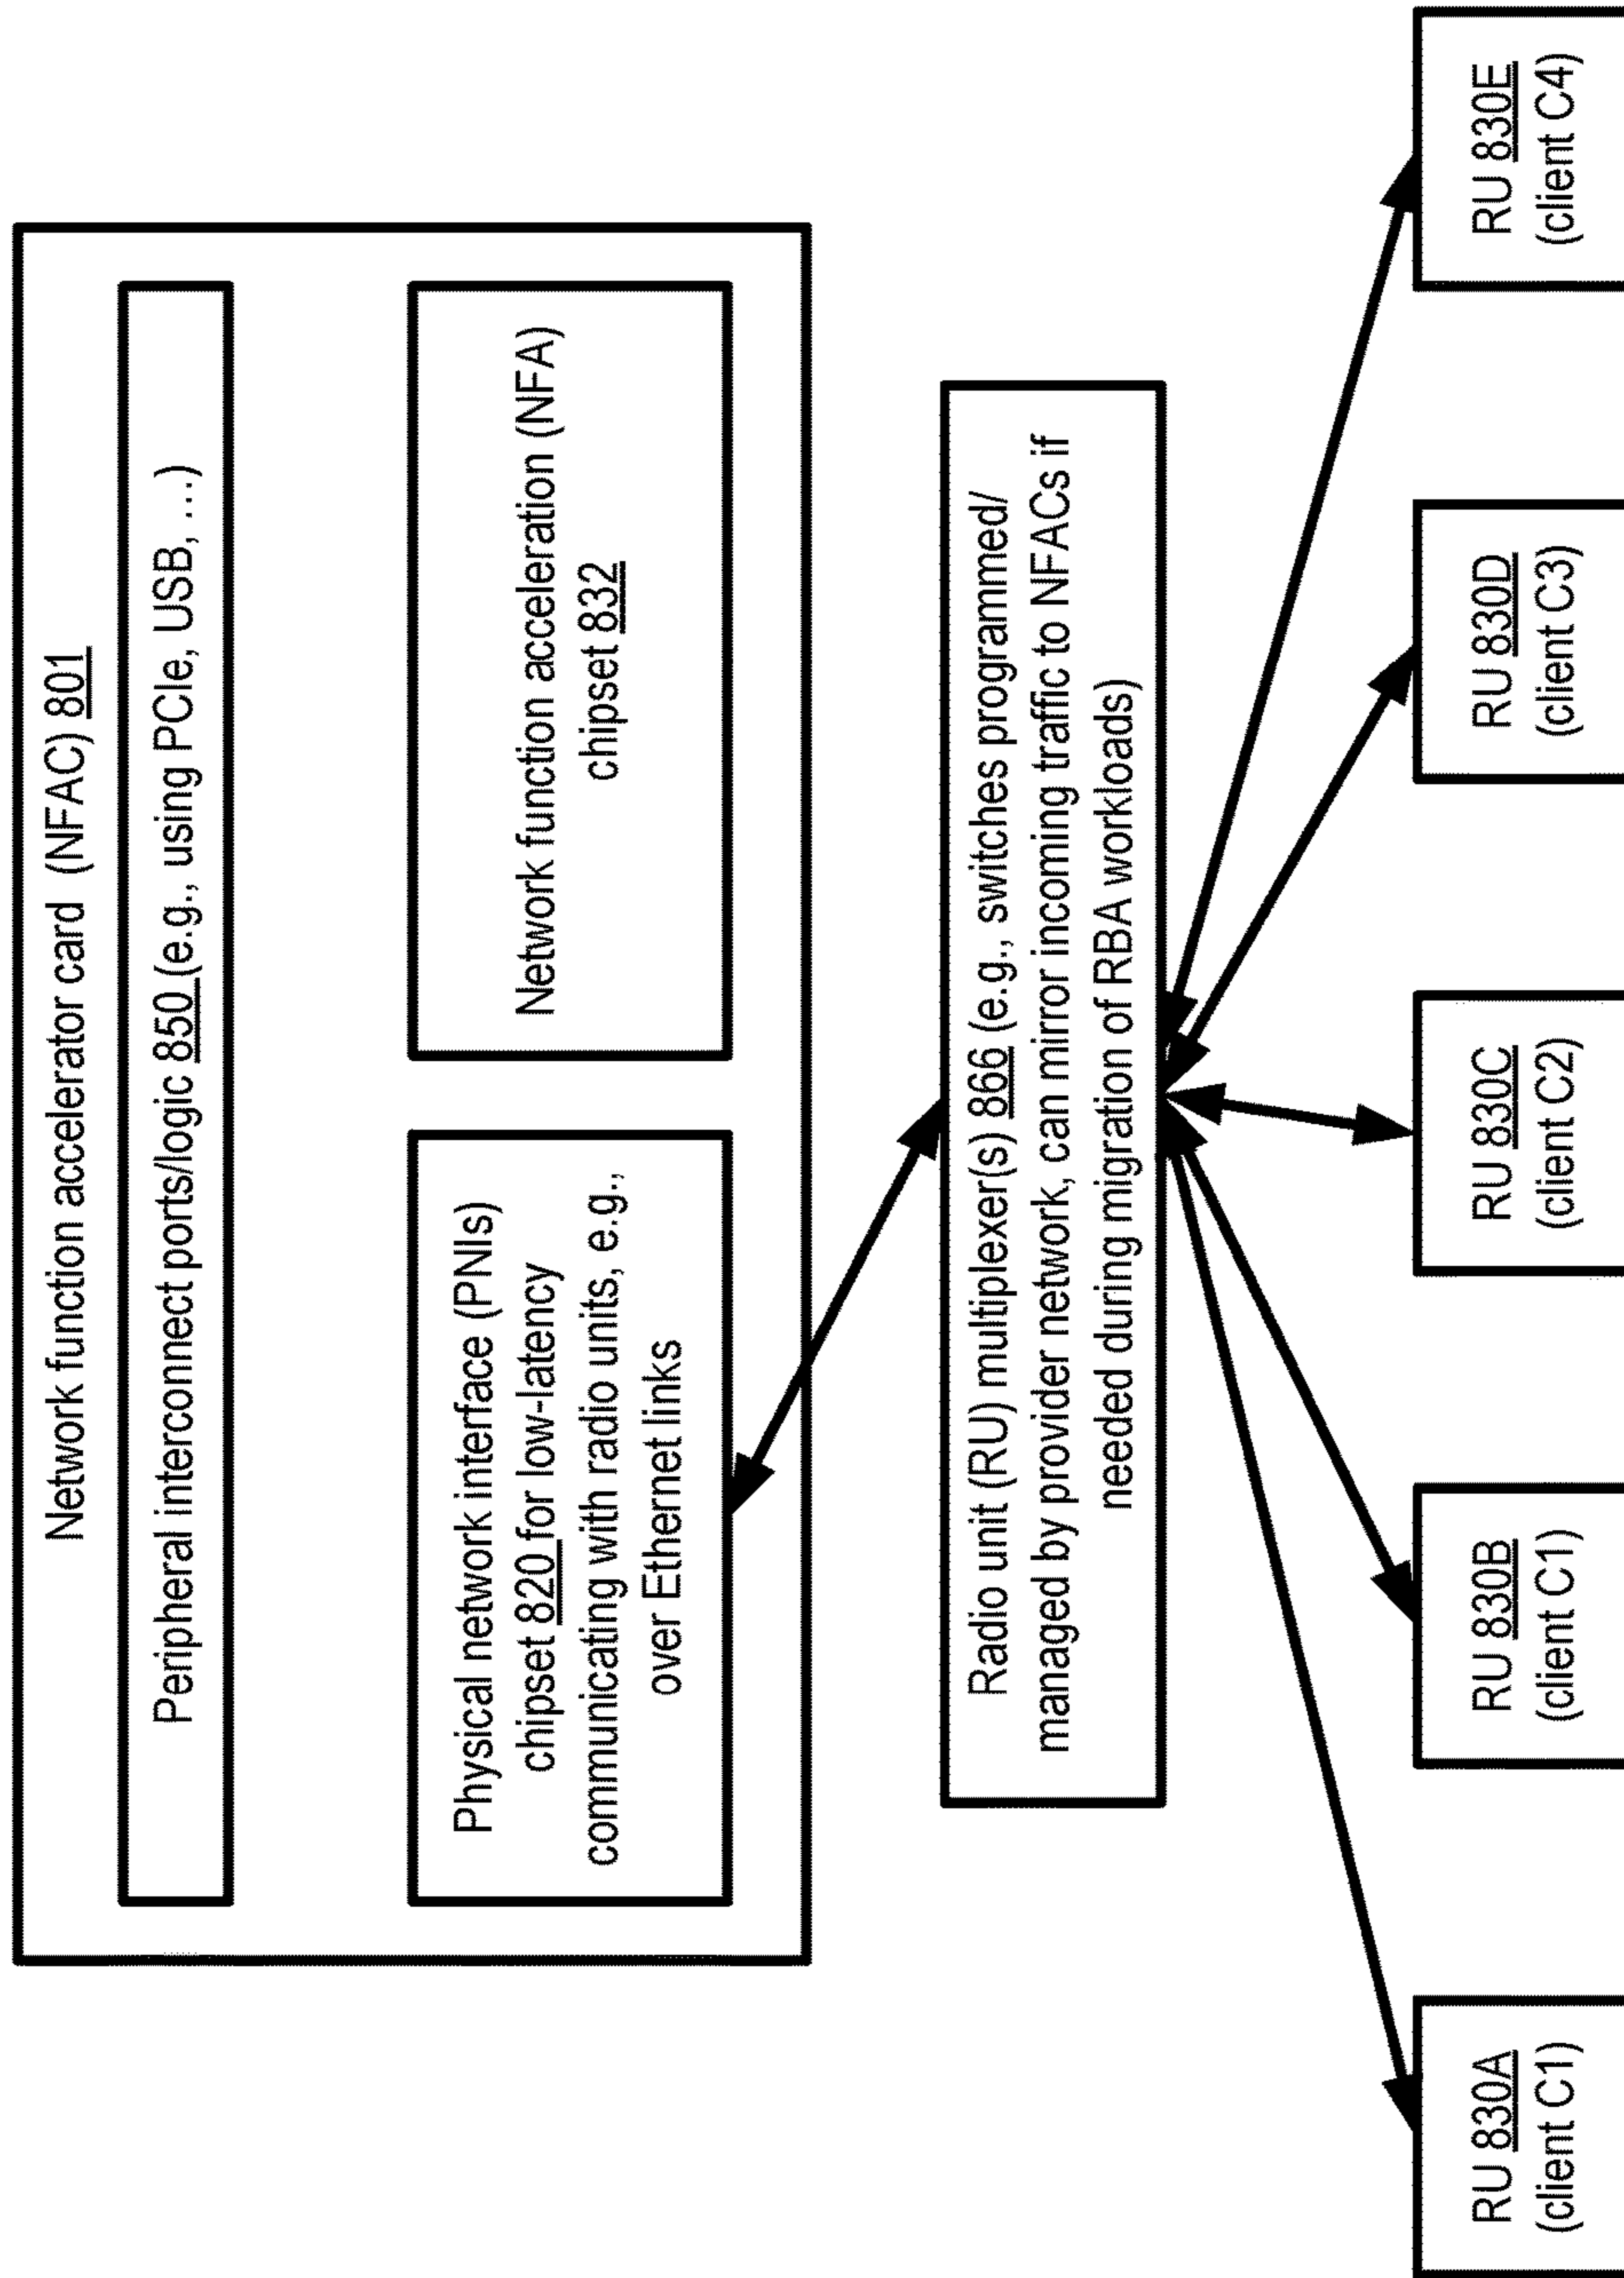 Network function accelerator card (NFAC) 801
Peripheral interconnect ports/logic 850 (e.g., using PCIe, USB, …)
Physical network interface (PNIs)
chipset 820 for low-latency
communicating with radio units, e.g.,
over Ethernet links
Network function acceleration (NFA)
chipset 832
Radio unit (RU) multiplexer(s) 866 (e.g., switches programmed/
managed by provider network, can mirror incoming traffic to NFACs if
needed during migration of RBA workloads)
RU 830A
(client C1)
RU 830B
(client C1)
RU 830C
(client C2)
RU 830D
(client C3)
RU 830E
(client C4)